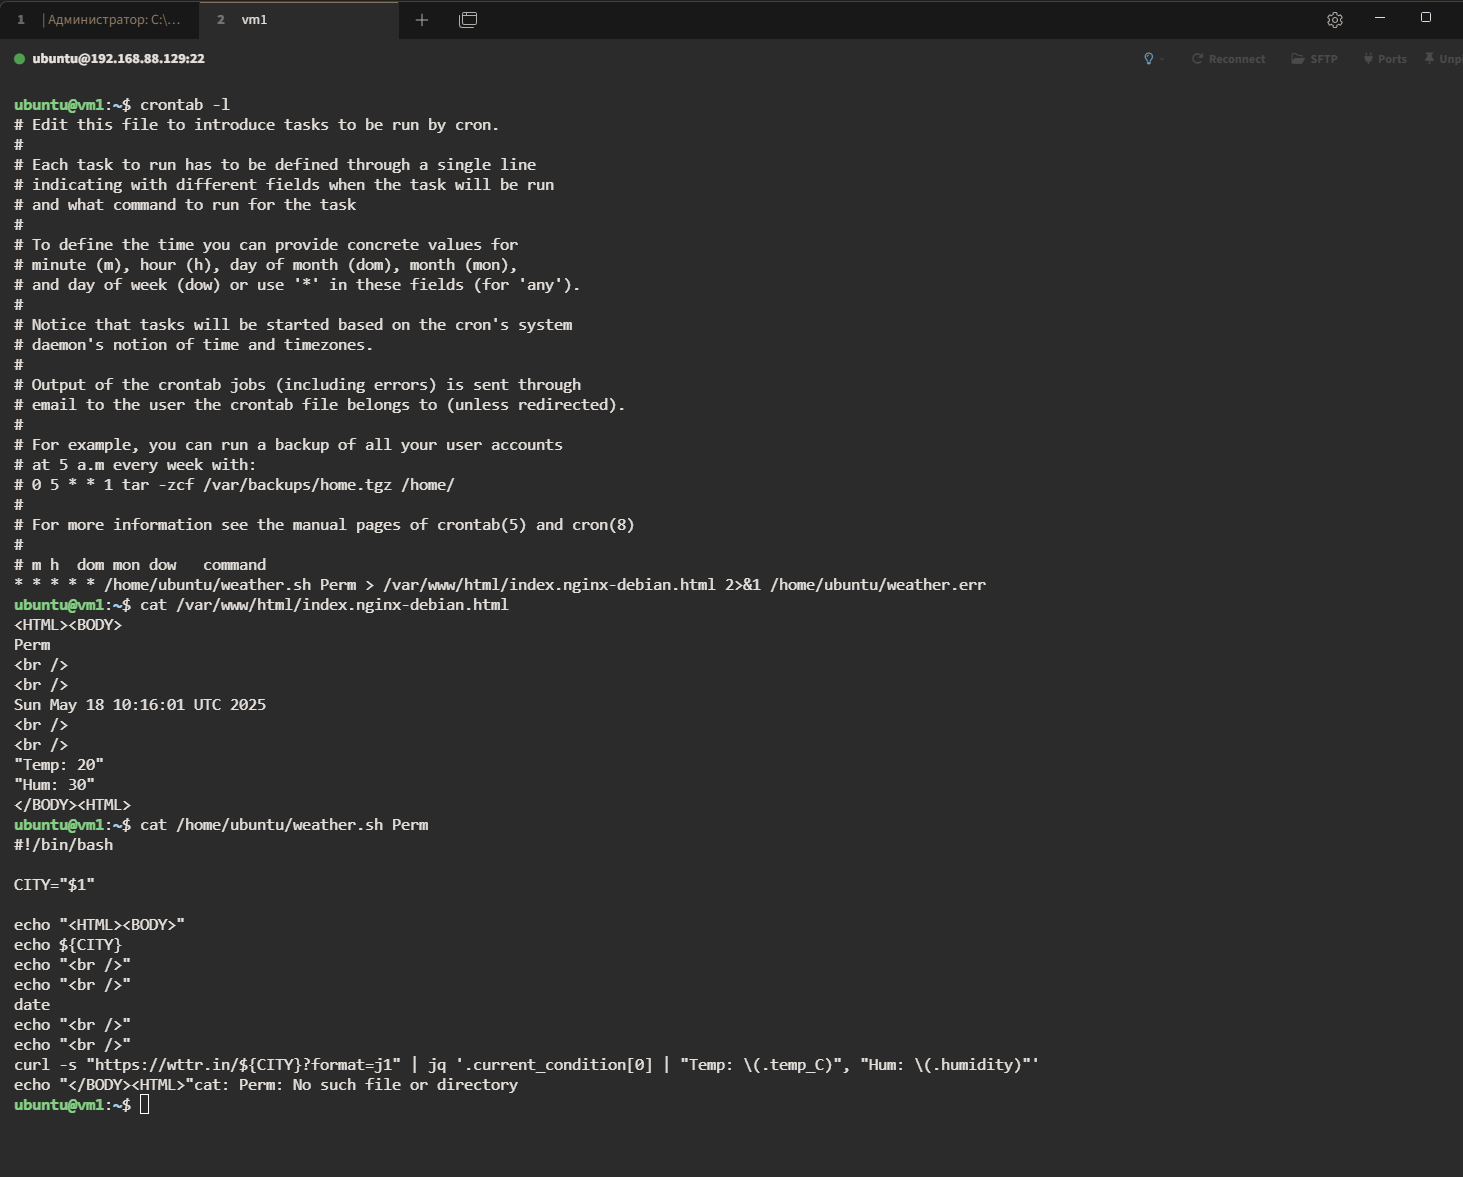 1 | Администратор: C:\... 2 vm1
ubuntu@192.168.88.129:22 Reconnect SFTP Ports Unp
ubuntu@vm1:~$ crontab -l
# Edit this file to introduce tasks to be run by cron.
#
# Each task to run has to be defined through a single line
# indicating with different fields when the task will be run
# and what command to run for the task
#
# To define the time you can provide concrete values for
# minute (m), hour (h), day of month (dom), month (mon),
# and day of week (dow) or use '*' in these fields (for 'any').
#
# Notice that tasks will be started based on the cron's system
# daemon's notion of time and timezones.
#
# Output of the crontab jobs (including errors) is sent through
# email to the user the crontab file belongs to (unless redirected).
#
# For example, you can run a backup of all your user accounts
# at 5 a.m every week with:
# 0 5 * * 1 tar -zcf /var/backups/home.tgz /home/
#
# For more information see the manual pages of crontab(5) and cron(8)
#
# m h  dom mon dow   command
* * * * * /home/ubuntu/weather.sh Perm > /var/www/html/index.nginx-debian.html 2>&1 /home/ubuntu/weather.err
ubuntu@vm1:~$ cat /var/www/html/index.nginx-debian.html
<HTML><BODY>
Perm
<br />
<br />
Sun May 18 10:16:01 UTC 2025
<br />
<br />
"Temp: 20"
"Hum: 30"
</BODY><HTML>
ubuntu@vm1:~$ cat /home/ubuntu/weather.sh Perm
#!/bin/bash
CITY="$1"
echo "<HTML><BODY>"
echo ${CITY}
echo "<br />"
echo "<br />"
date
echo "<br />"
echo "<br />"
curl -s "https://wttr.in/${CITY}?format=j1" | jq '.current_condition[0] | "Temp: \(.temp_C)", "Hum: \(.humidity)"'
echo "</BODY><HTML>"cat: Perm: No such file or directory
ubuntu@vm1:~$